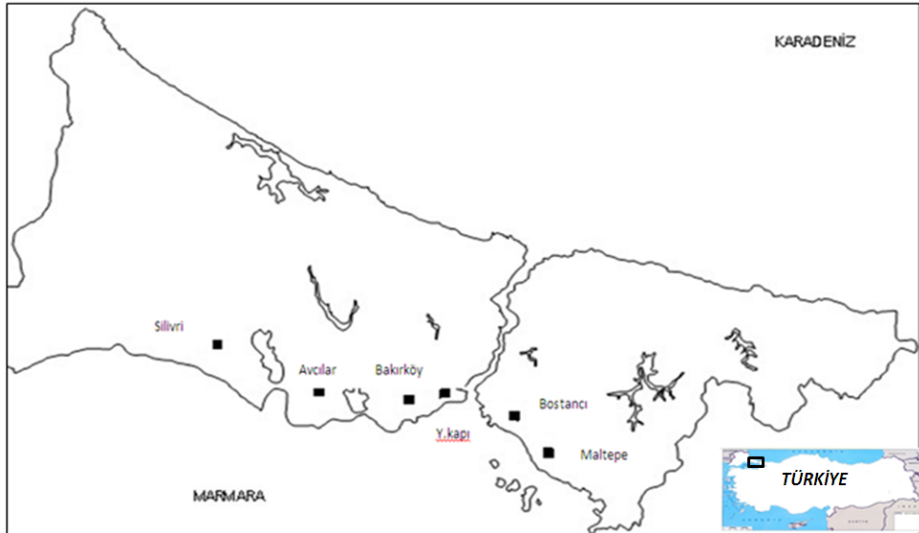 KARADENİZ
Silivri
Avcılar
Bakırköy
Y.kapı
Bostancı
Maltepe
MARMARA
TÜRKİYE